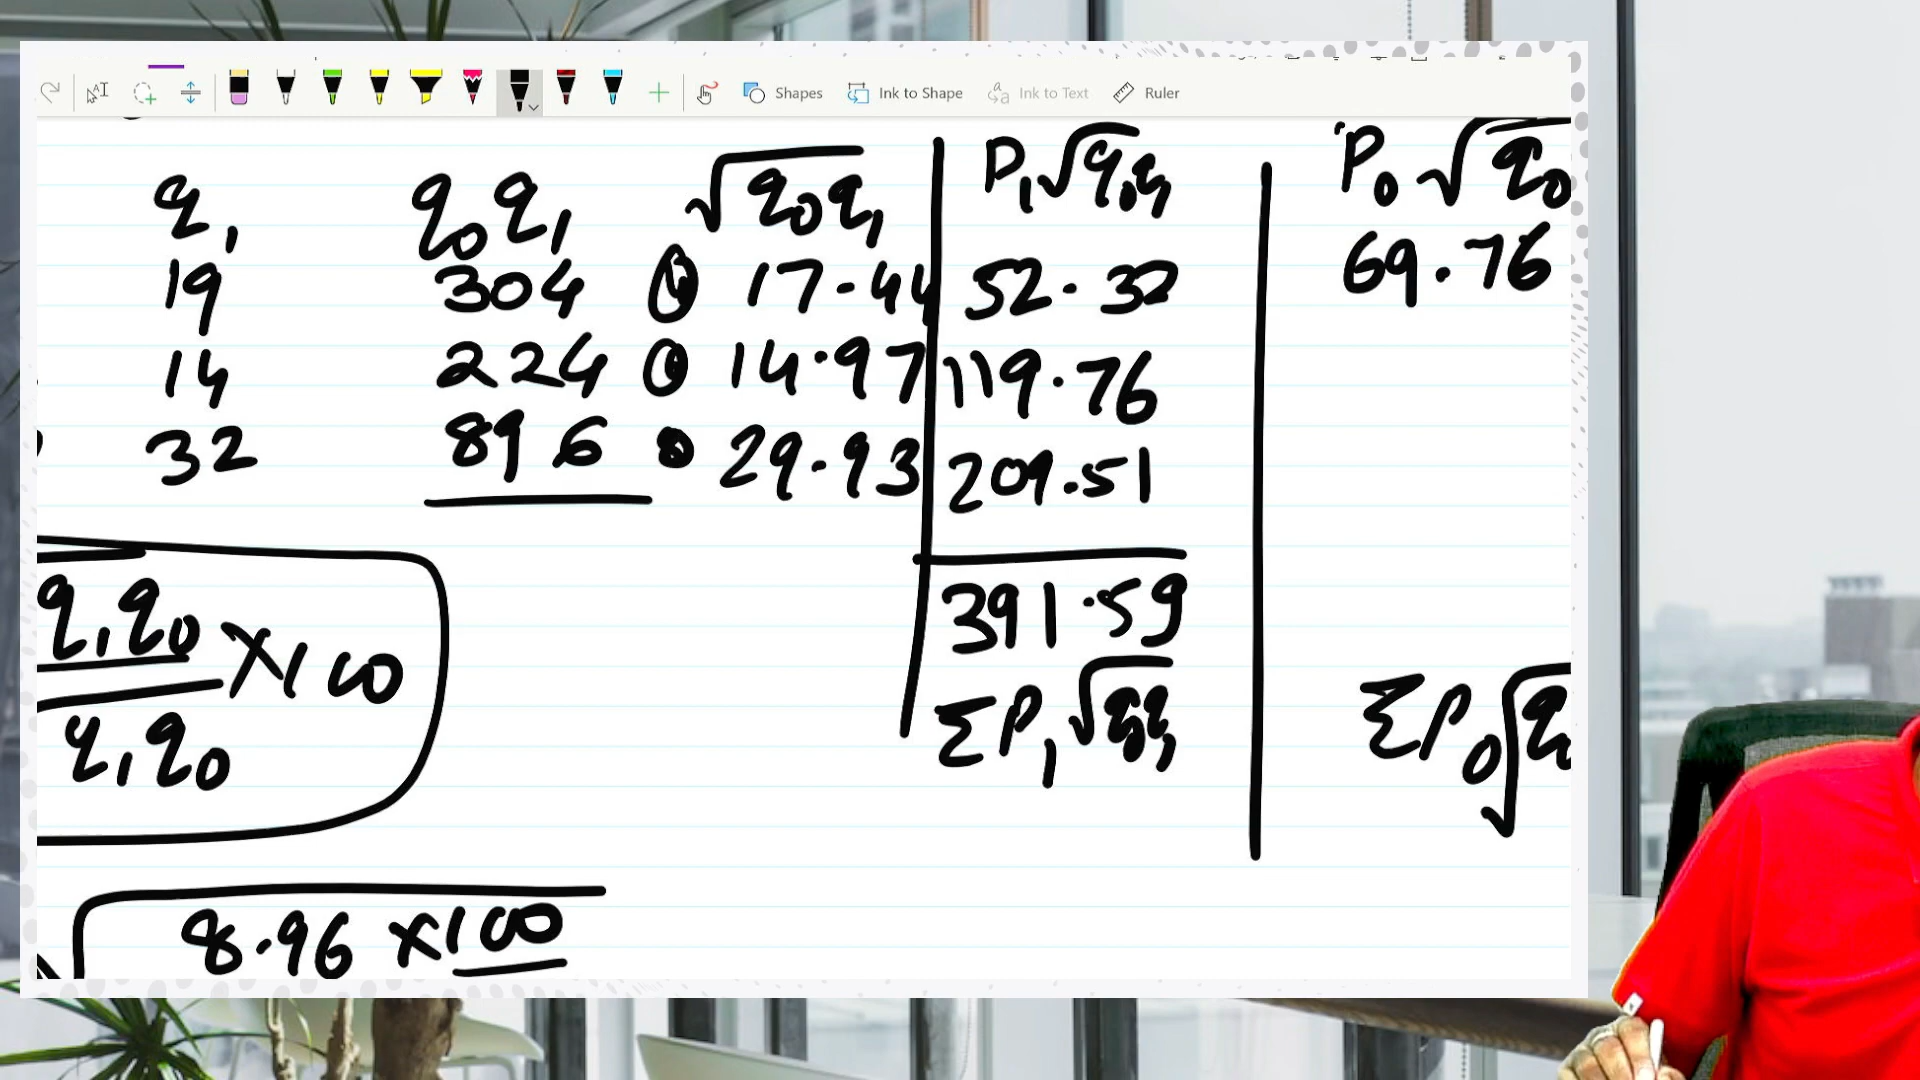 Shapes Ink to Shape Ink to Text Ruler
q₁ q₀q₁ √q₀q₁ P₁√q₀q₁ P₀√q₀
19 304 17.44 52.32 69.76
14 224 14.97 119.76
32 896 29.93 209.51
391.59
q₁q₀ ×100
ΣP₁√q₀q₁ ΣP₀√q₀
q₁q₀
√8.96 ×100